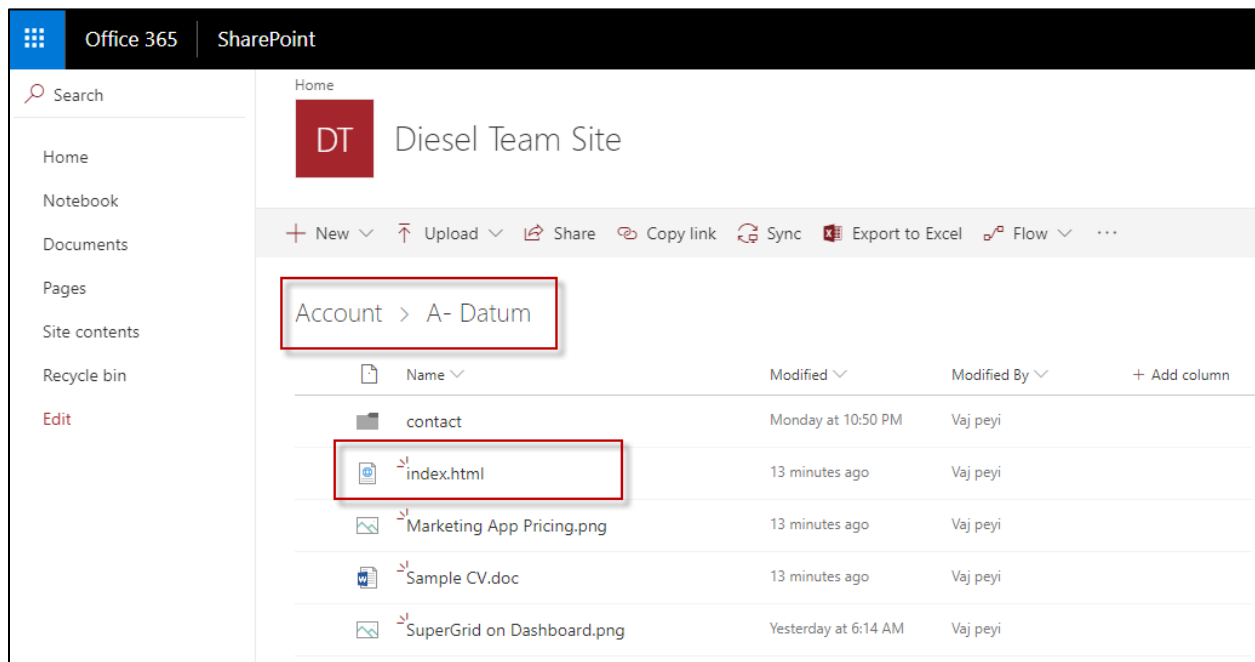 Office 365 SharePoint
Search
Home
Notebook
Documents
Pages
Site contents
Recycle bin
Edit
Home
DT Diesel Team Site
New Upload Share Copy link Sync Export to Excel Flow ···
Account > A- Datum
Name Modified Modified By + Add column
contact Monday at 10:50 PM Vaj peyi
index.html 13 minutes ago Vaj peyi
Marketing App Pricing.png 13 minutes ago Vaj peyi
Sample CV.doc 13 minutes ago Vaj peyi
SuperGrid on Dashboard.png Yesterday at 6:14 AM Vaj peyi